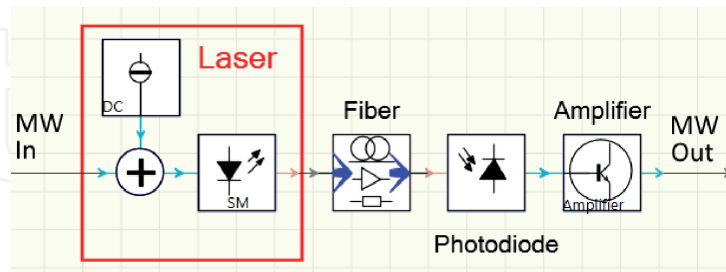 Laser
DC
MW
In
SM
Fiber
Photodiode
Amplifier
Amplifier
MW
Out